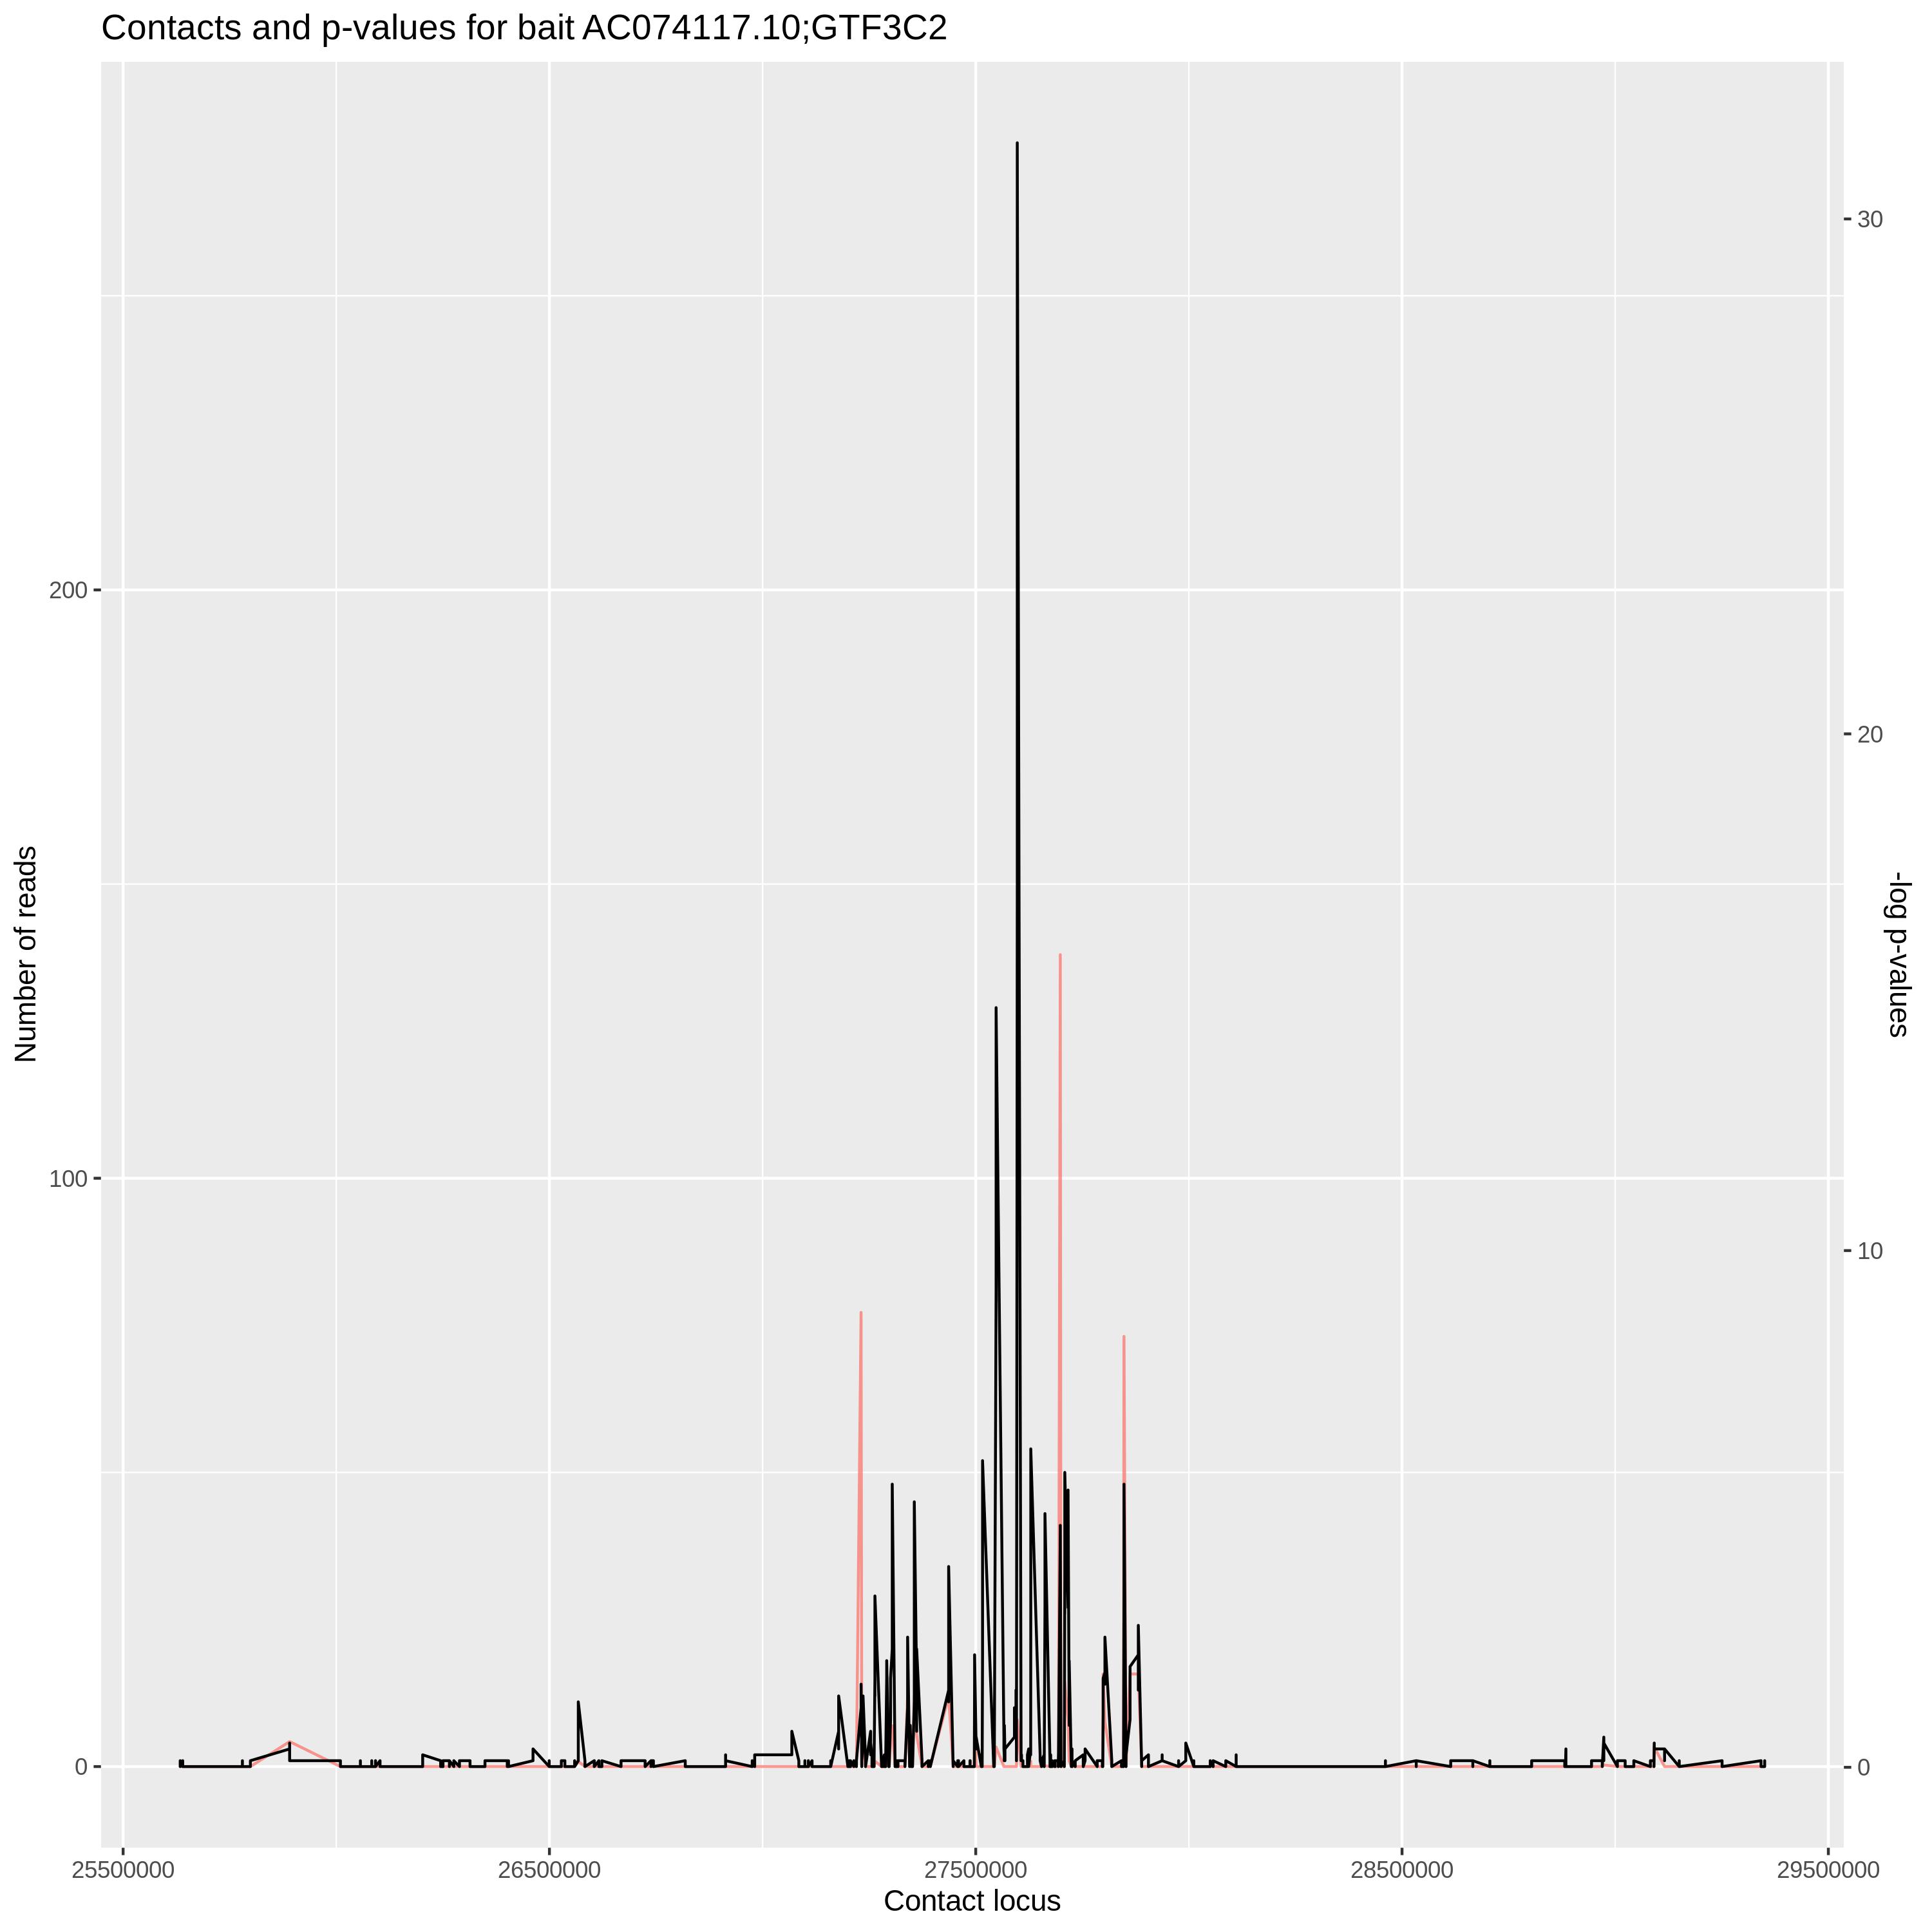 Contacts and p-values for bait AC074117.10;GTF3C2
Number of reads
200
100
0
30
20
10
0
-log p-values
25500000 26500000 27500000 28500000 29500000
Contact locus